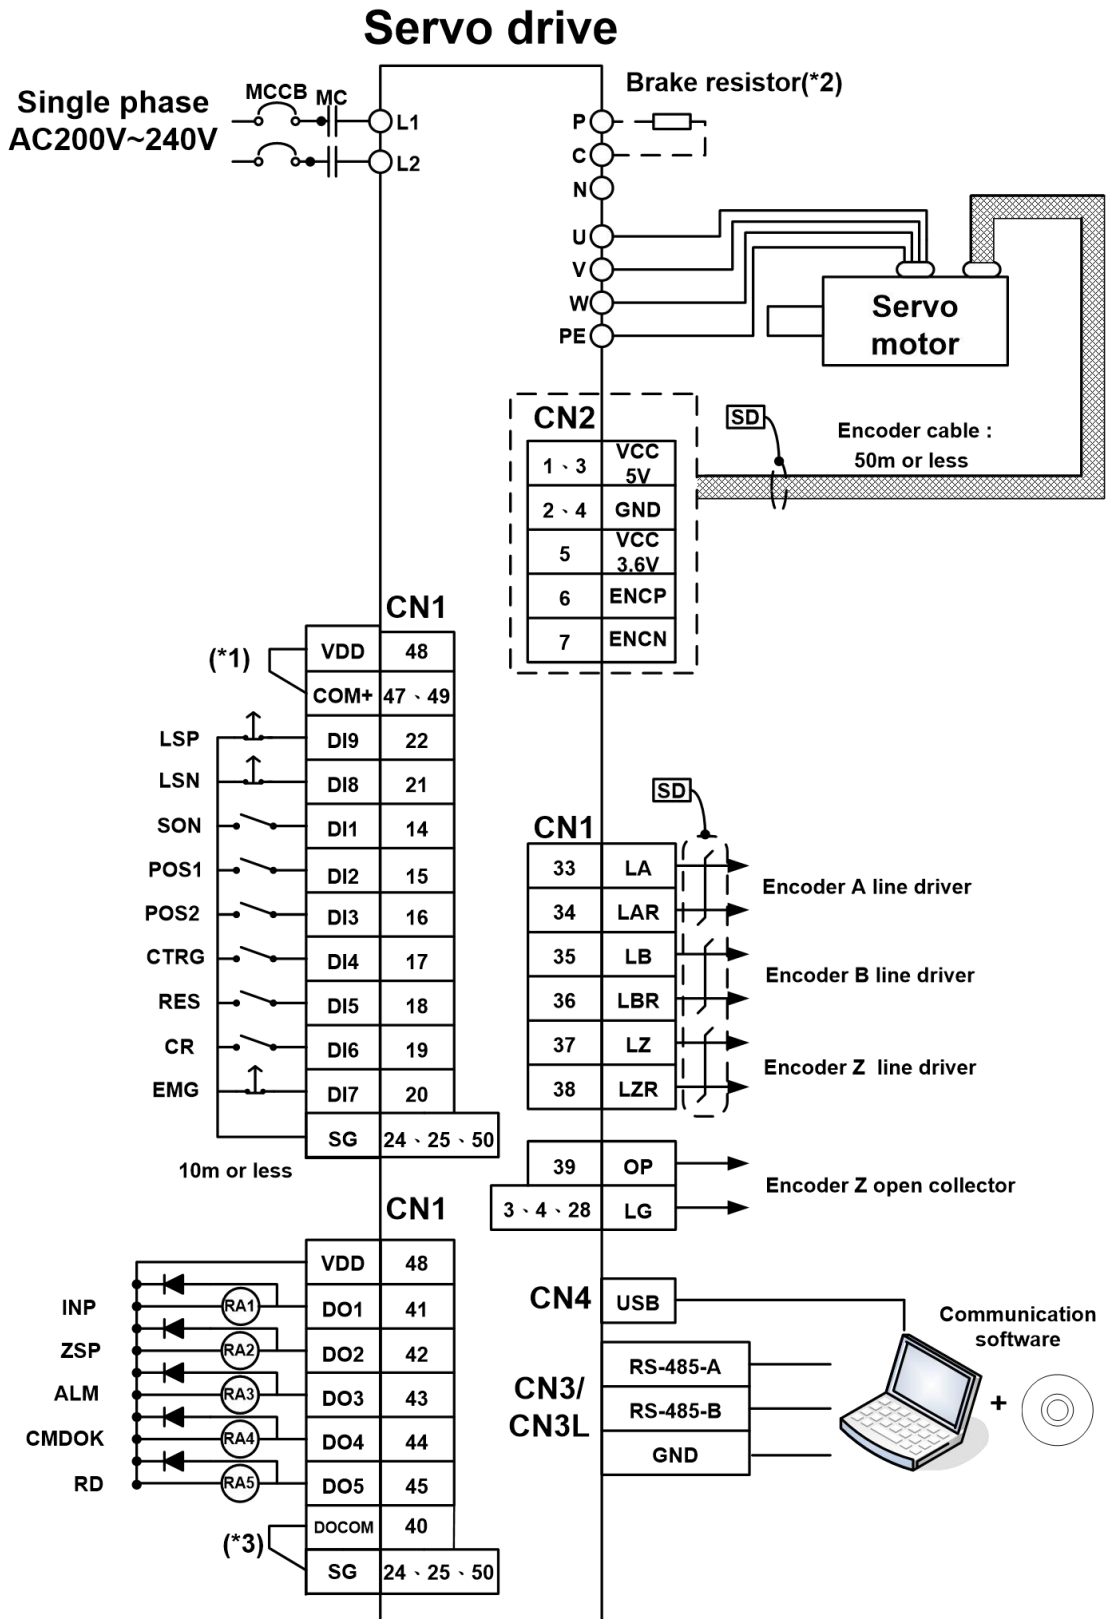 Servo drive
Single phase
AC200V~240V
MCCB
MC
L1
L2
Brake resistor(*2)
P
C
N
U
V
W
PE
Servo
motor
SD
Encoder cable :
50m or less
CN2
1、3 VCC 5V
2、4 GND
5 VCC 3.6V
6 ENCP
7 ENCN
CN1
(*1)
VDD 48
COM+ 47、49
LSP DI9 22
LSN DI8 21
SON DI1 14
POS1 DI2 15
POS2 DI3 16
CTRG DI4 17
RES DI5 18
CR DI6 19
EMG DI7 20
SG 24、25、50
10m or less
SD
CN1
33 LA
34 LAR
Encoder A line driver
35 LB
36 LBR
Encoder B line driver
37 LZ
38 LZR
Encoder Z line driver
39 OP
3、4、28 LG
Encoder Z open collector
CN1
VDD 48
INP RA1 DO1 41
ZSP RA2 DO2 42
ALM RA3 DO3 43
CMDOK RA4 DO4 44
RD RA5 DO5 45
(*3)
DOCOM 40
SG 24、25、50
CN4 USB
Communication
software
CN3/
CN3L
RS-485-A
RS-485-B
GND
+